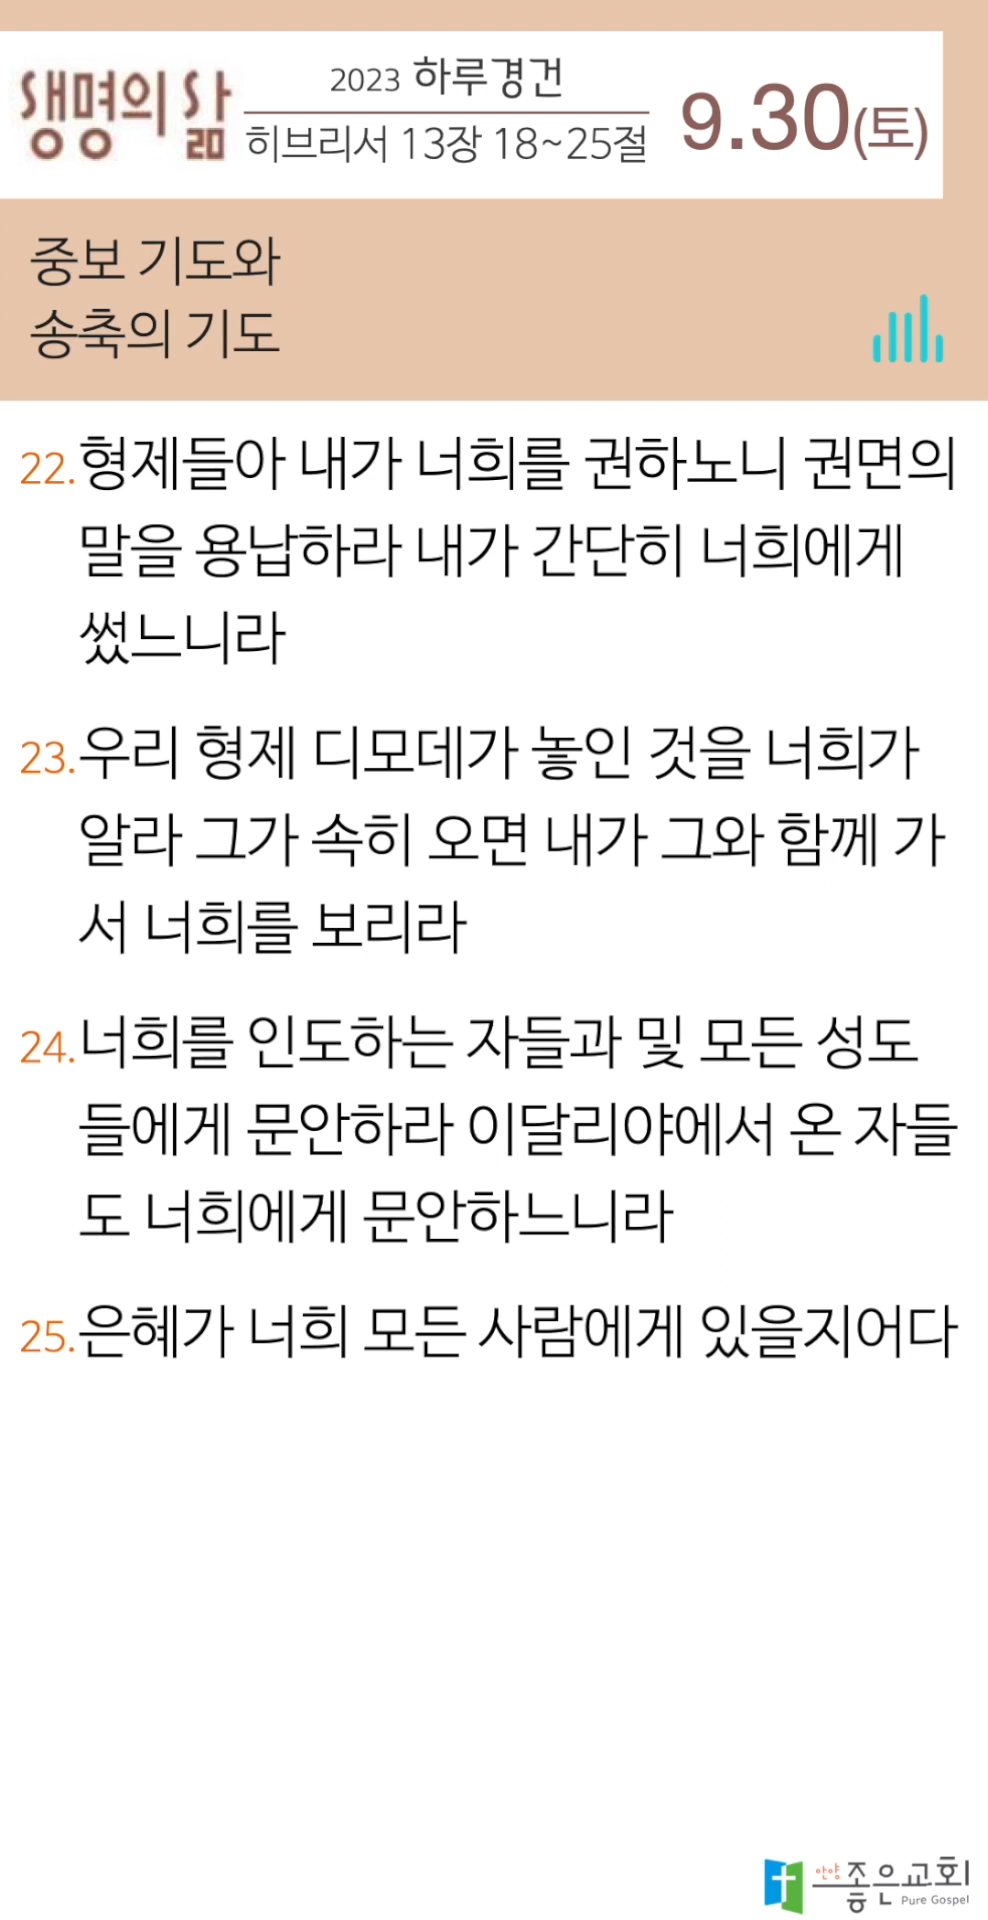 생명의 삶
2023 하루경건
히브리서 13장 18~25절
9.30(토)
중보 기도와
송축의 기도
22. 형제들아 내가 너희를 권하노니 권면의
말을 용납하라 내가 간단히 너희에게
썼느니라
23. 우리 형제 디모데가 놓인 것을 너희가
알라 그가 속히 오면 내가 그와 함께 가
서 너희를 보리라
24. 너희를 인도하는 자들과 및 모든 성도
들에게 문안하라 이달리야에서 온 자들
도 너희에게 문안하느니라
25. 은혜가 너희 모든 사람에게 있을지어다
안양 좋은교회
Pure Gospel